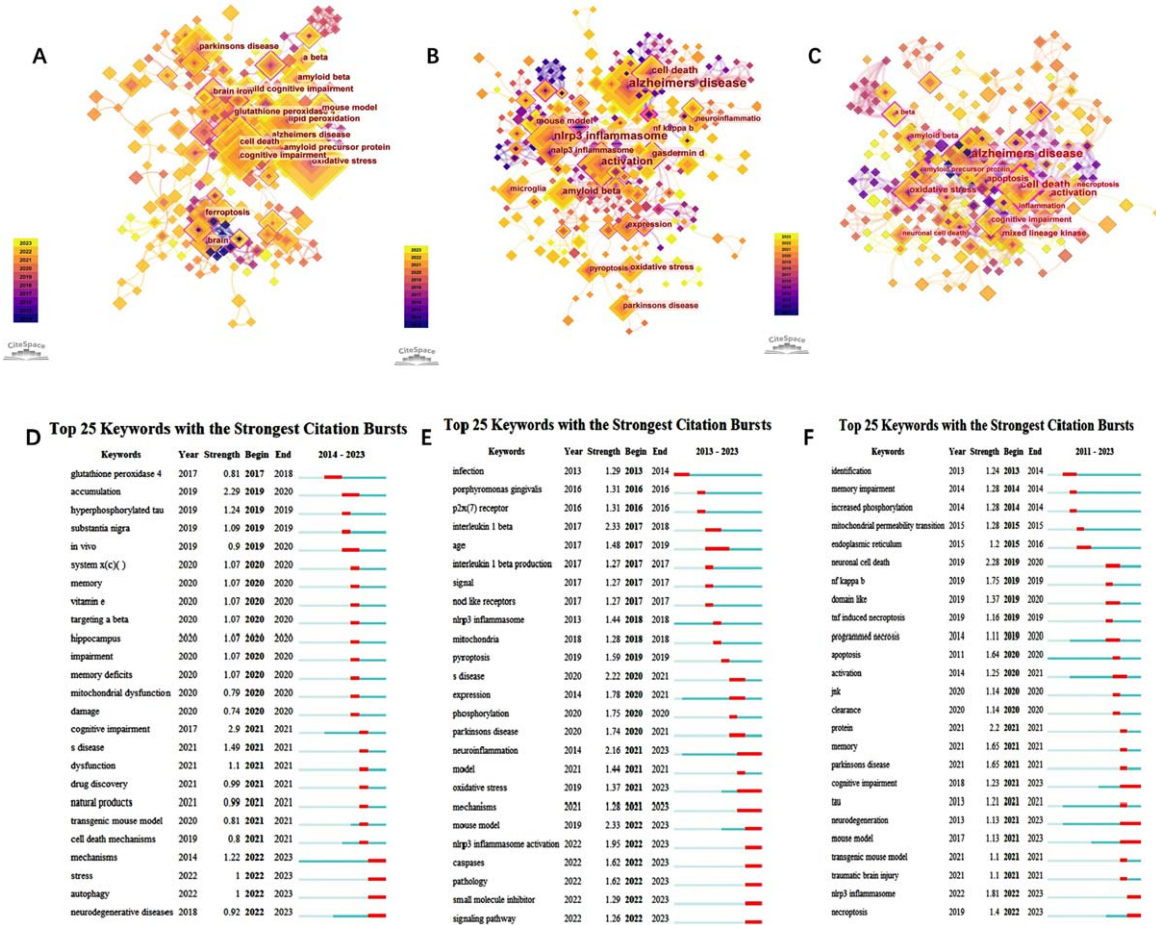 A
parkinsons disease
a beta
amyloid beta
brain iron mild cognitive impairment
glutathione peroxidase 4 mouse model
lipid peroxidation
alzheimers disease
cell death
amyloid precursor protein
cognitive impairment
oxidative stress
ferroptosis
brain
2023
2022
2021
2020
2019
2018
2017
2016
CiteSpace
B
cell death
alzheimers disease
mouse model
neuroinflammatio
nlrp3 inflammasome
nf kappa b
nalp3 inflammasome
gasdermin d
activation
microglia
amyloid beta
expression
pyroptosis oxidative stress
parkinsons disease
CiteSpace
C
a beta
amyloid beta
alzheimers disease
amyloid precursor protein
apoptosis
cell death
necroptosis
oxidative stress
activation
inflammation
cognitive impairment
neuronal cell death
mixed lineage kinase
CiteSpace
D
Top 25 Keywords with the Strongest Citation Bursts
Keywords Year Strength Begin End 2014 - 2023
glutathione peroxidase 4 2017 0.81 2017 2018
accumulation 2019 2.29 2019 2020
hyperphosphorylated tau 2019 1.24 2019 2019
substantia nigra 2019 1.09 2019 2019
in vivo 2019 0.9 2019 2020
system x(c)( ) 2020 1.07 2020 2020
memory 2020 1.07 2020 2020
vitamin e 2020 1.07 2020 2020
targeting a beta 2020 1.07 2020 2020
hippocampus 2020 1.07 2020 2020
impairment 2020 1.07 2020 2020
memory deficits 2020 1.07 2020 2020
mitochondrial dysfunction 2020 0.79 2020 2020
damage 2020 0.74 2020 2020
cognitive impairment 2017 2.9 2021 2021
s disease 2021 1.49 2021 2021
dysfunction 2021 1.1 2021 2021
drug discovery 2021 0.99 2021 2021
natural products 2021 0.99 2021 2021
transgenic mouse model 2020 0.81 2021 2021
cell death mechanisms 2019 0.8 2021 2021
mechanisms 2014 1.22 2022 2023
stress 2022 1 2022 2023
autophagy 2022 1 2022 2023
neurodegenerative diseases 2018 0.92 2022 2023
E
Top 25 Keywords with the Strongest Citation Bursts
Keywords Year Strength Begin End 2013 - 2023
infection 2013 1.29 2013 2014
porphyromonas gingivalis 2016 1.31 2016 2016
p2x(7) receptor 2016 1.31 2016 2016
interleukin 1 beta 2017 2.33 2017 2018
age 2017 1.48 2017 2019
interleukin 1 beta production 2017 1.27 2017 2017
signal 2017 1.27 2017 2017
nod like receptors 2017 1.27 2017 2017
nlrp3 inflammasome 2013 1.44 2018 2018
mitochondria 2018 1.28 2018 2018
pyroptosis 2019 1.59 2019 2019
s disease 2020 2.22 2020 2021
expression 2014 1.78 2020 2021
phosphorylation 2020 1.75 2020 2020
parkinsons disease 2020 1.74 2020 2021
neuroinflammation 2014 2.16 2021 2023
model 2021 1.44 2021 2021
oxidative stress 2019 1.37 2021 2023
mechanisms 2021 1.28 2021 2023
mouse model 2019 2.33 2022 2023
nlrp3 inflammasome activation 2022 1.95 2022 2023
caspases 2022 1.62 2022 2023
pathology 2022 1.62 2022 2023
small molecule inhibitor 2022 1.29 2022 2023
signaling pathway 2022 1.26 2022 2023
F
Top 25 Keywords with the Strongest Citation Bursts
Keywords Year Strength Begin End 2011 - 2023
identification 2013 1.24 2013 2014
memory impairment 2014 1.28 2014 2014
increased phosphorylation 2014 1.28 2014 2014
mitochondrial permeability transition 2015 1.28 2015 2015
endoplasmic reticulum 2015 1.2 2015 2016
neuronal cell death 2019 2.28 2019 2020
nf kappa b 2019 1.75 2019 2019
domain like 2019 1.37 2019 2020
tnf induced necroptosis 2019 1.16 2019 2019
programmed necrosis 2014 1.11 2019 2020
apoptosis 2011 1.64 2020 2020
activation 2014 1.25 2020 2021
jnk 2020 1.14 2020 2020
clearance 2020 1.14 2020 2020
protein 2021 2.2 2021 2021
memory 2021 1.65 2021 2021
parkinsons disease 2021 1.65 2021 2021
cognitive impairment 2018 1.23 2021 2023
tau 2013 1.21 2021 2021
neurodegeneration 2013 1.13 2021 2023
mouse model 2017 1.13 2021 2023
transgenic mouse model 2021 1.1 2021 2021
traumatic brain injury 2021 1.1 2021 2021
nlrp3 inflammasome 2022 1.81 2022 2023
necroptosis 2019 1.4 2022 2023